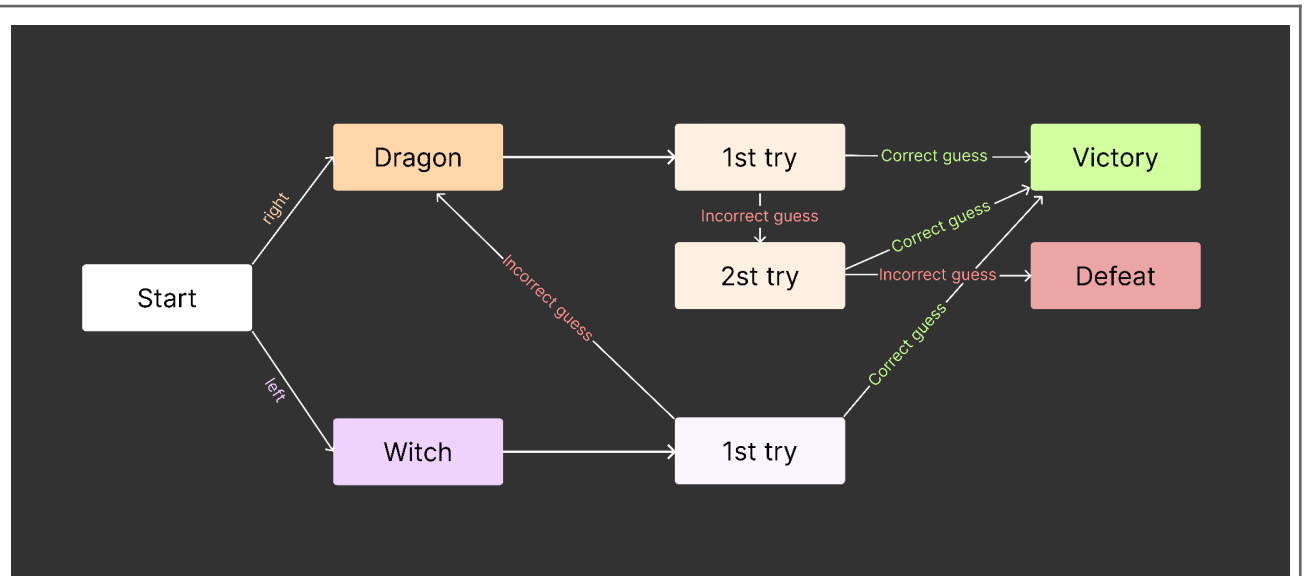 Dragon
1st try
Correct guess
Victory
right
Incorrect guess
Correct guess
Start
2st try
Incorrect guess
Defeat
Incorrect guess
Correct guess
left
Witch
1st try